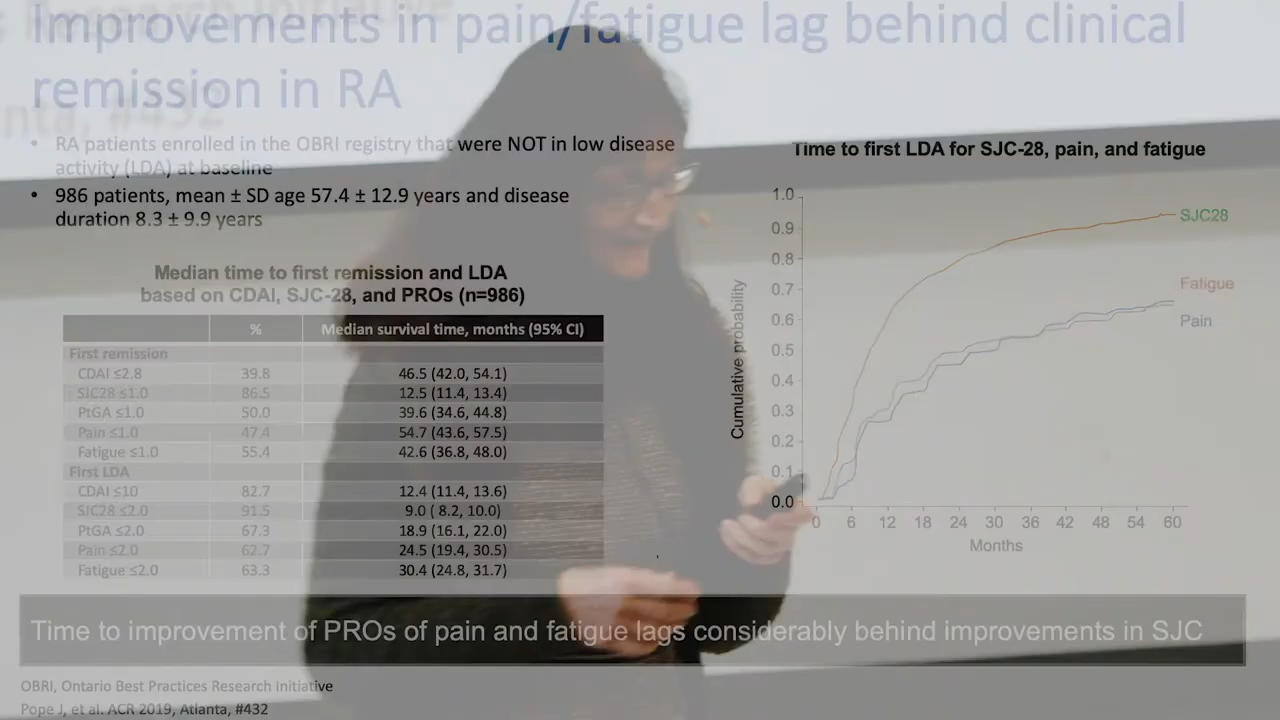 Improvements in pain/fatigue lag behind clinical
remission in RA
Research Initiative
Atlanta, #432
• RA patients enrolled in the OBRI registry that were NOT in low disease
activity (LDA) at baseline
• 986 patients, mean ± SD age 57.4 ± 12.9 years and disease
duration 8.3 ± 9.9 years
Median time to first remission and LDA
based on CDAI, SJC-28, and PROs (n=986)
% Median survival time, months (95% CI)
First remission
CDAI ≤2.8 39.8 46.5 (42.0, 54.1)
SJC28 ≤1.0 86.5 12.5 (11.4, 13.4)
PtGA ≤1.0 50.0 39.6 (34.6, 44.8)
Pain ≤1.0 47.4 54.7 (43.6, 57.5)
Fatigue ≤1.0 55.4 42.6 (36.8, 48.0)
First LDA
CDAI ≤10 82.7 12.4 (11.4, 13.6)
SJC28 ≤2.0 91.5 9.0 ( 8.2, 10.0)
PtGA ≤2.0 67.3 18.9 (16.1, 22.0)
Pain ≤2.0 62.7 24.5 (19.4, 30.5)
Fatigue ≤2.0 63.3 30.4 (24.8, 31.7)
Time to first LDA for SJC-28, pain, and fatigue
Cumulative probability
1.0
0.9
0.8
0.7
0.6
0.5
0.4
0.3
0.2
0.1
0.0
SJC28
Fatigue
Pain
0 6 12 18 24 30 36 42 48 54 60
Months
Time to improvement of PROs of pain and fatigue lags considerably behind improvements in SJC
OBRI, Ontario Best Practices Research Initiative
Pope J, et al. ACR 2019, Atlanta, #432